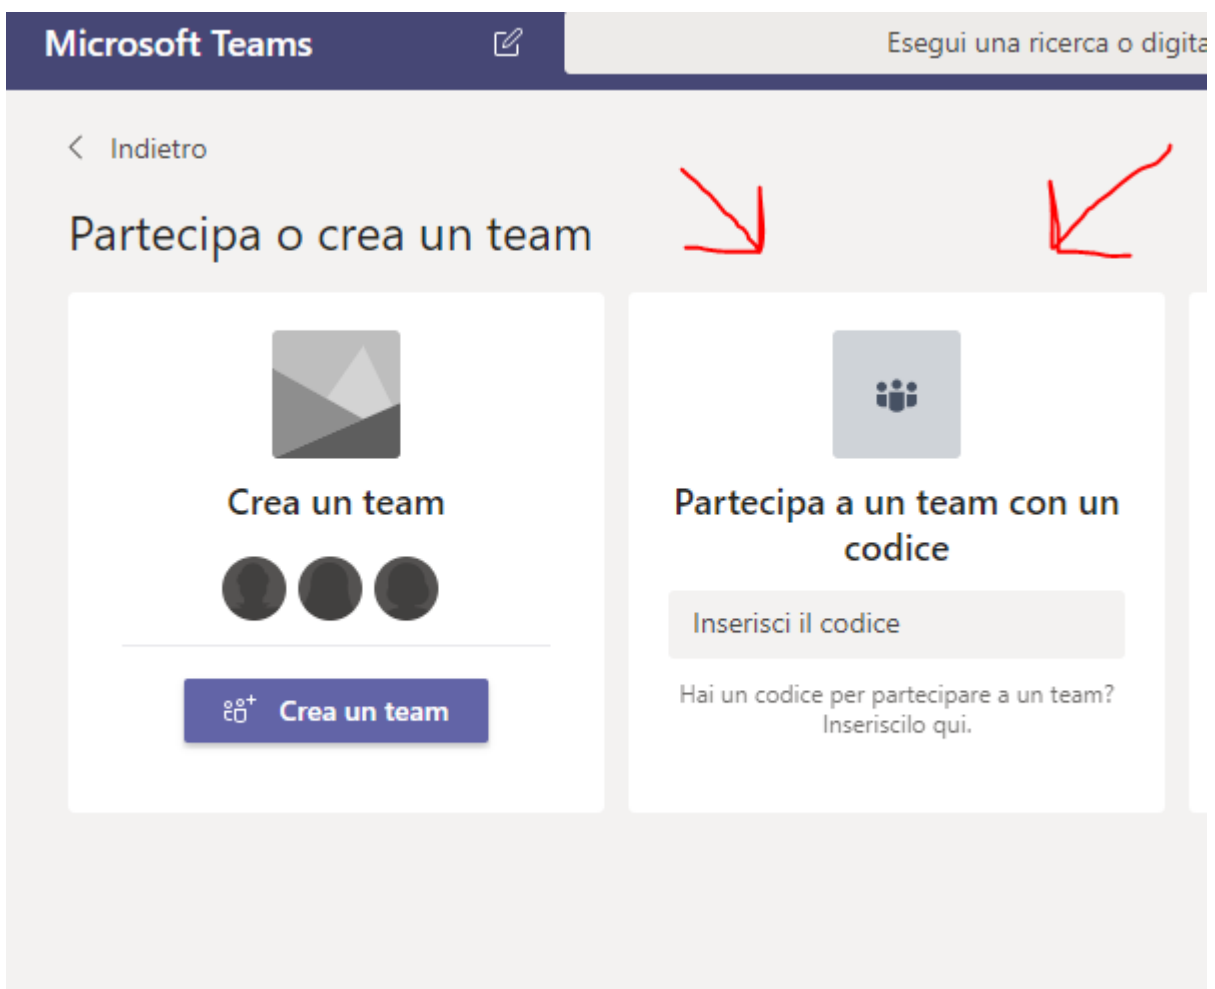 Microsoft Teams
Esegui una ricerca o digita
Indietro
Partecipa o crea un team
Crea un team
Crea un team
Partecipa a un team con un
codice
Inserisci il codice
Hai un codice per partecipare a un team?
Inseriscilo qui.